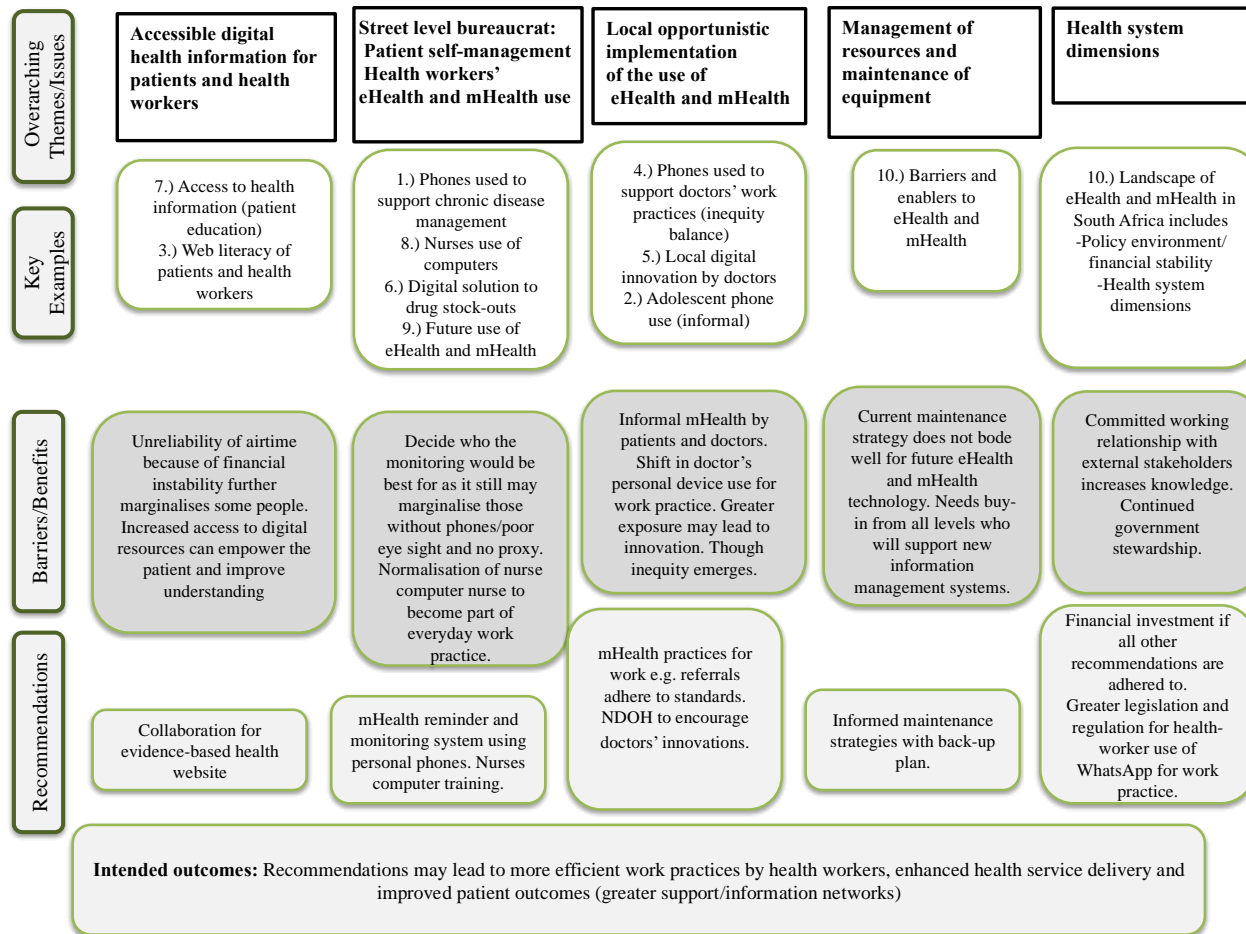 Overarching
Themes/Issues
Accessible digital
health information for
patients and health
workers
Street level bureaucrat:
Patient self-management
Health workers'
eHealth and mHealth use
Local opportunistic
implementation
of the use of
eHealth and mHealth
Management of
resources and
maintenance of
equipment
Health system
dimensions
Key
Examples
7.) Access to health
information (patient
education)
3.) Web literacy of
patients and health
workers
1.) Phones used to
support chronic disease
management
8.) Nurses use of
computers
6.) Digital solution to
drug stock-outs
9.) Future use of
eHealth and mHealth
4.) Phones used to
support doctors' work
practices (inequity
balance)
5.) Local digital
innovation by doctors
2.) Adolescent phone
use (informal)
10.) Barriers and
enablers to
eHealth and
mHealth
10.) Landscape of
eHealth and mHealth in
South Africa includes
-Policy environment/
financial stability
-Health system
dimensions
Barriers/Benefits
Unreliability of airtime
because of financial
instability further
marginalises some people.
Increased access to digital
resources can empower the
patient and improve
understanding
Decide who the
monitoring would be
best for as it still may
marginalise those
without phones/poor
eye sight and no proxy.
Normalisation of nurse
computer nurse to
become part of
everyday work
practice.
Informal mHealth by
patients and doctors.
Shift in doctor's
personal device use for
work practice. Greater
exposure may lead to
innovation. Though
inequity emerges.
Current maintenance
strategy does not bode
well for future eHealth
and mHealth
technology. Needs buy-
in from all levels who
will support new
information
management systems.
Committed working
relationship with
external stakeholders
increases knowledge.
Continued
government
stewardship.
Recommendations
Collaboration for
evidence-based health
website
mHealth reminder and
monitoring system using
personal phones. Nurses
computer training.
mHealth practices for
work e.g. referrals
adhere to standards.
NDOH to encourage
doctors' innovations.
Informed maintenance
strategies with back-up
plan.
Financial investment if
all other
recommendations are
adhered to.
Greater legislation and
regulation for health-
worker use of
WhatsApp for work
practice.
Intended outcomes: Recommendations may lead to more efficient work practices by health workers, enhanced health service delivery and
improved patient outcomes (greater support/information networks)